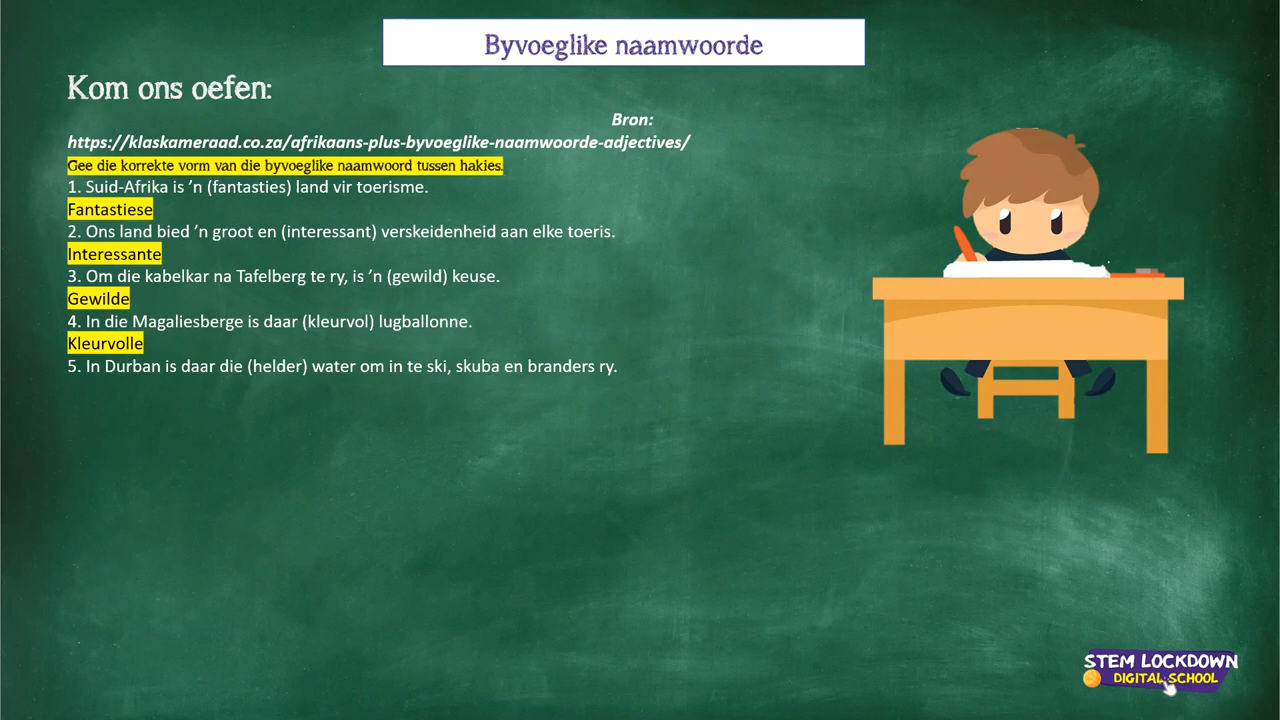 Byvoeglike naamwoorde
Kom ons oefen:
Bron:
https://klaskameraad.co.za/afrikaans-plus-byvoeglike-naamwoorde-adjectives/
Gee die korrekte vorm van die byvoeglike naamwoord tussen hakies.
1. Suid-Afrika is ’n (fantasties) land vir toerisme.
Fantastiese
2. Ons land bied ’n groot en (interessant) verskeidenheid aan elke toeris.
Interessante
3. Om die kabelkar na Tafelberg te ry, is ’n (gewild) keuse.
Gewilde
4. In die Magaliesberge is daar (kleurvol) lugballonne.
Kleurvolle
5. In Durban is daar die (helder) water om in te ski, skuba en branders ry.
STEM LOCKDOWN
DIGITAL SCHOOL